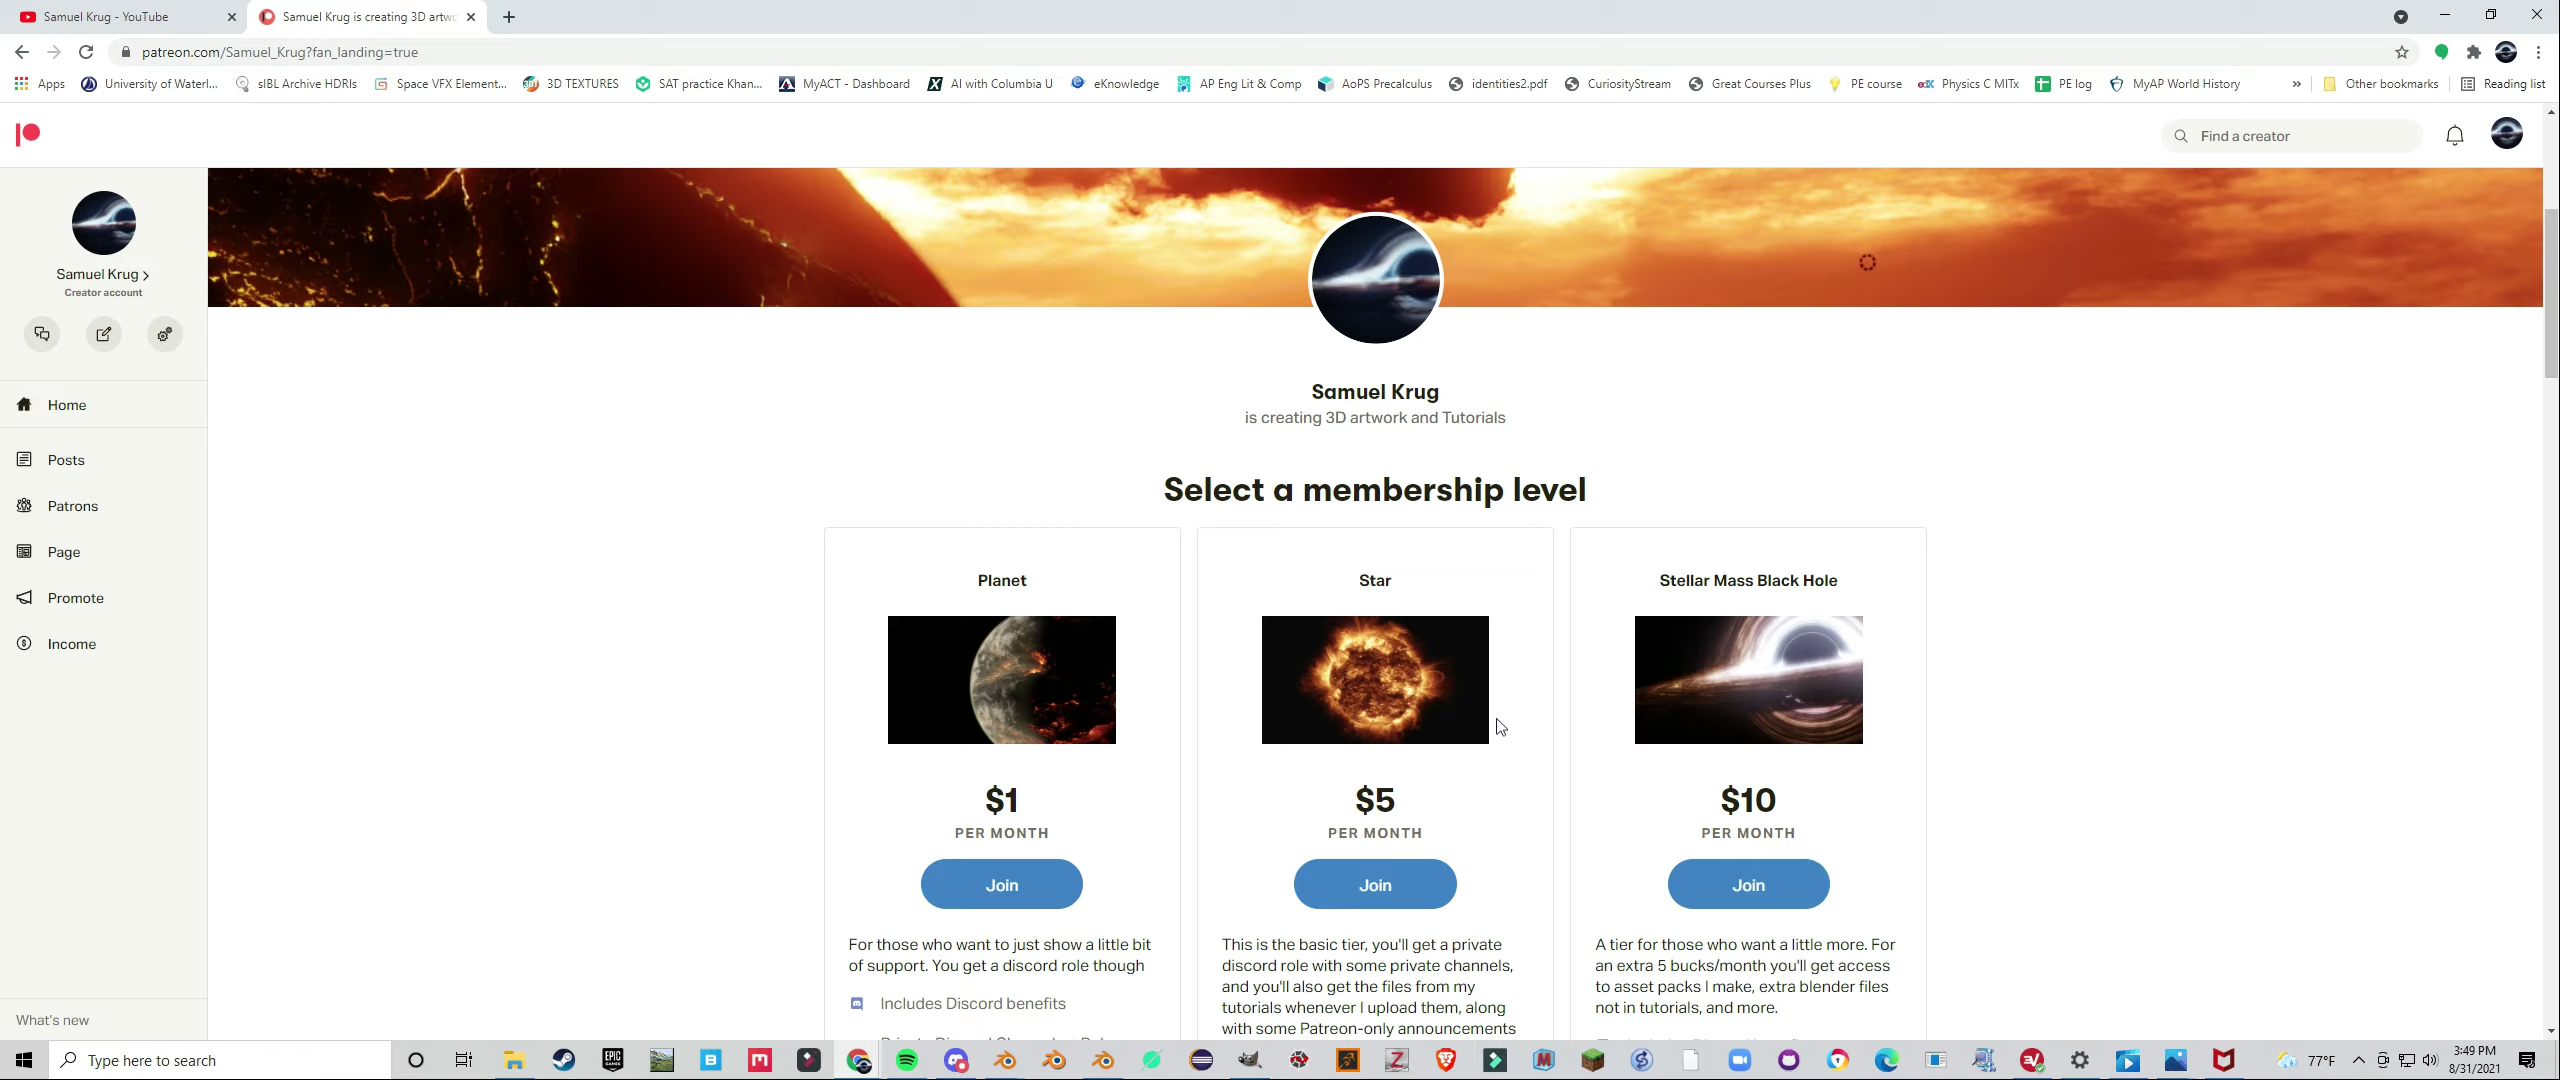 Samuel Krug - YouTube
Samuel Krug is creating 3D artwo
patreon.com/Samuel_Krug?fan_landing=true
Apps
University of Waterl...
sIBL Archive HDRIs
Space VFX Element...
3D TEXTURES
SAT practice Khan...
MyACT - Dashboard
AI with Columbia U
eKnowledge
AP Eng Lit & Comp
AoPS Precalculus
identities2.pdf
CuriosityStream
Great Courses Plus
PE course
Physics C MITx
PE log
MyAP World History
Other bookmarks
Reading list
Find a creator
Samuel Krug
Creator account
Home
Posts
Patrons
Page
Promote
Income
What's new
Samuel Krug
is creating 3D artwork and Tutorials
Select a membership level
Planet
$1
PER MONTH
Join
For those who want to just show a little bit
of support. You get a discord role though
Includes Discord benefits
Star
$5
PER MONTH
Join
This is the basic tier, you'll get a private
discord role with some private channels,
and you'll also get the files from my
tutorials whenever I upload them, along
with some Patreon-only announcements
Stellar Mass Black Hole
$10
PER MONTH
Join
A tier for those who want a little more. For
an extra 5 bucks/month you'll get access
to asset packs I make, extra blender files
not in tutorials, and more.
Type here to search
77°F
3:49 PM
8/31/2021